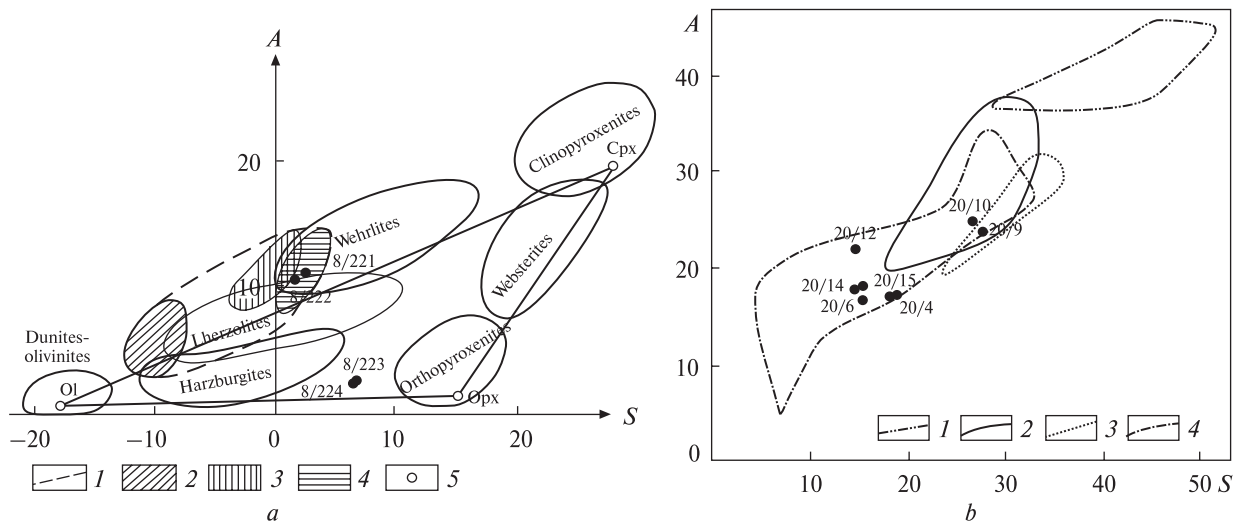 A
20
Clinopyroxenites
Cpx
Wehrlites
8/221
Websterites
10
8/222
Lherzolites
Dunites-
olivinites
Orthopyroxenites
8/223
Harzburgites
8/224
Ol
Opx
S
−20
−10
0
10
20
1
2
3
4
5
a
A
40
30
20
10
0
20/10
20/9
20/12
20/14
20/15
20/6
20/4
1
2
3
4
10
20
30
40
50
S
b